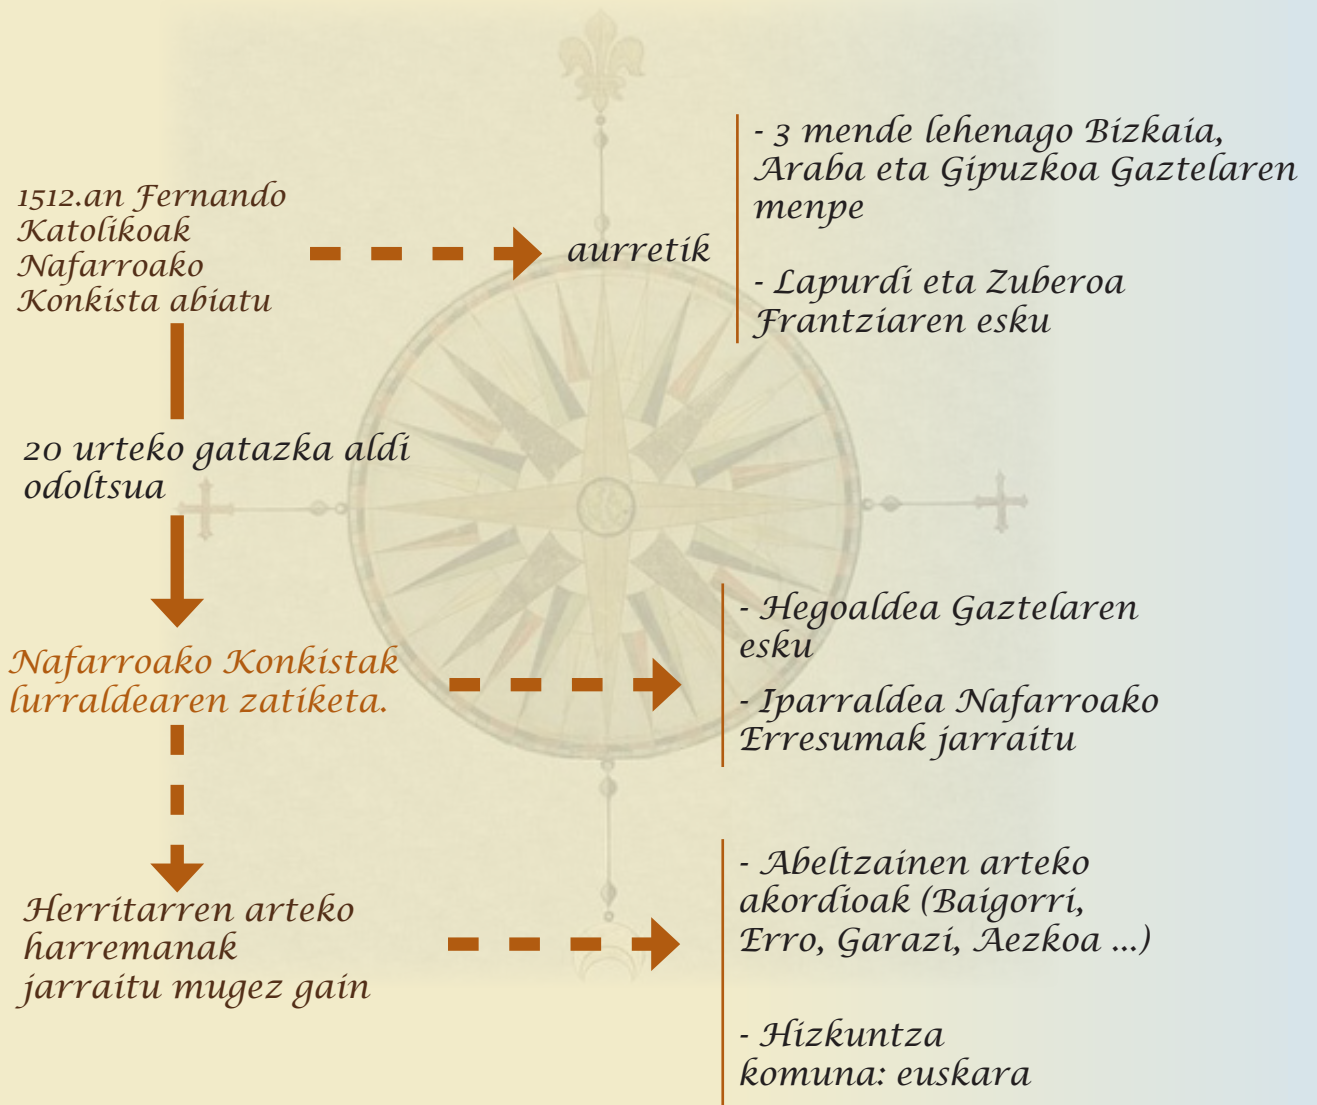 1512.an Fernando
Katolikoak
Nafarroako
Konkista abiatu
aurretik
- 3 mende lehenago Bizkaia,
Araba eta Gipuzkoa Gaztelaren
menpe
- Lapurdi eta Zuberoa
Frantziaren esku
20 urteko gatazka aldi
odoltsua
Nafarroako Konkistak
lurraldearen zatiketa.
- Hegoaldea Gaztelaren
esku
- Iparraldea Nafarroako
Erresumak jarraitu
Herritarren arteko
harremanak
jarraitu mugez gain
- Abeltzainen arteko
akordioak (Baigorri,
Erro, Garazi, Aezkoa ...)
- Hizkuntza
komuna: euskara